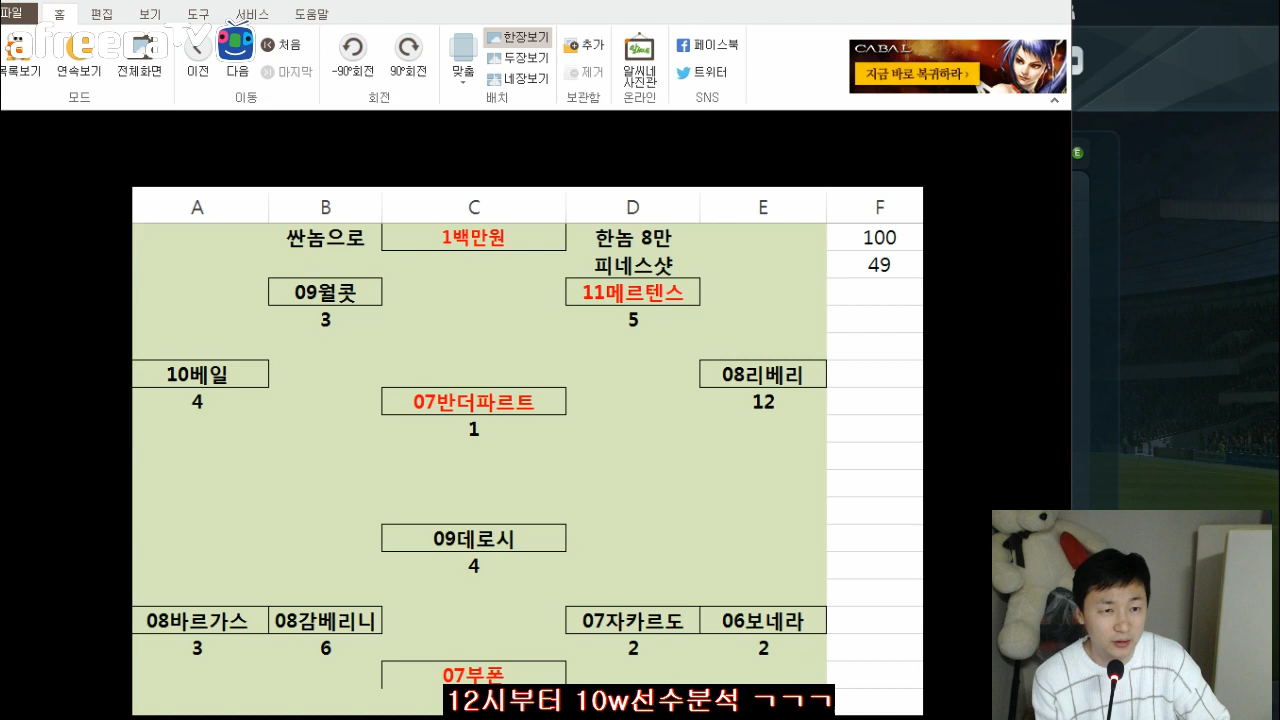 파일 홈 편집 보기 도구 서비스 도움말
afreecaTV
목록보기 연속보기 전체화면 이전 다음 처음 마지막
-90º회전 90º회전 맞춤 한장보기 두장보기 네장보기
추가 제거 알씨네 사진관 페이스북 트위터
모드 이동 회전 배치 보관함 온라인 SNS
CABAL
지금 바로 복귀하라 ›
E
A B C D E F
싼놈으로 1백만원 한놈 8만 100
피네스샷 49
09월콧 11메르텐스
3 5
10베일 08리베리
4 07반더파르트 12
1
09데로시
4
08바르가스 08감베리니 07자카르도 06보네라
3 6 2 2
07부폰
12시부터 10w선수분석 ㄱㄱㄱ